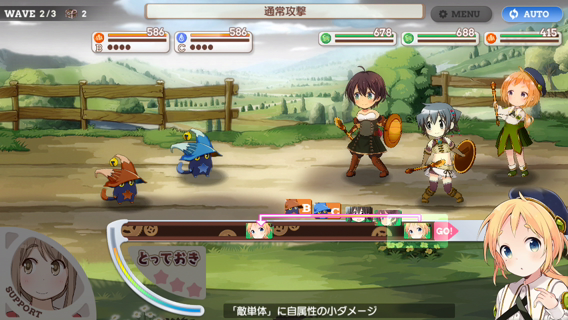 WAVE 2/3 2
通常攻撃
MENU
AUTO
586
B
586
C
678
688
415
B
C
GO!
とっておき
SUPPORT
「敵単体」に自属性の小ダメージ